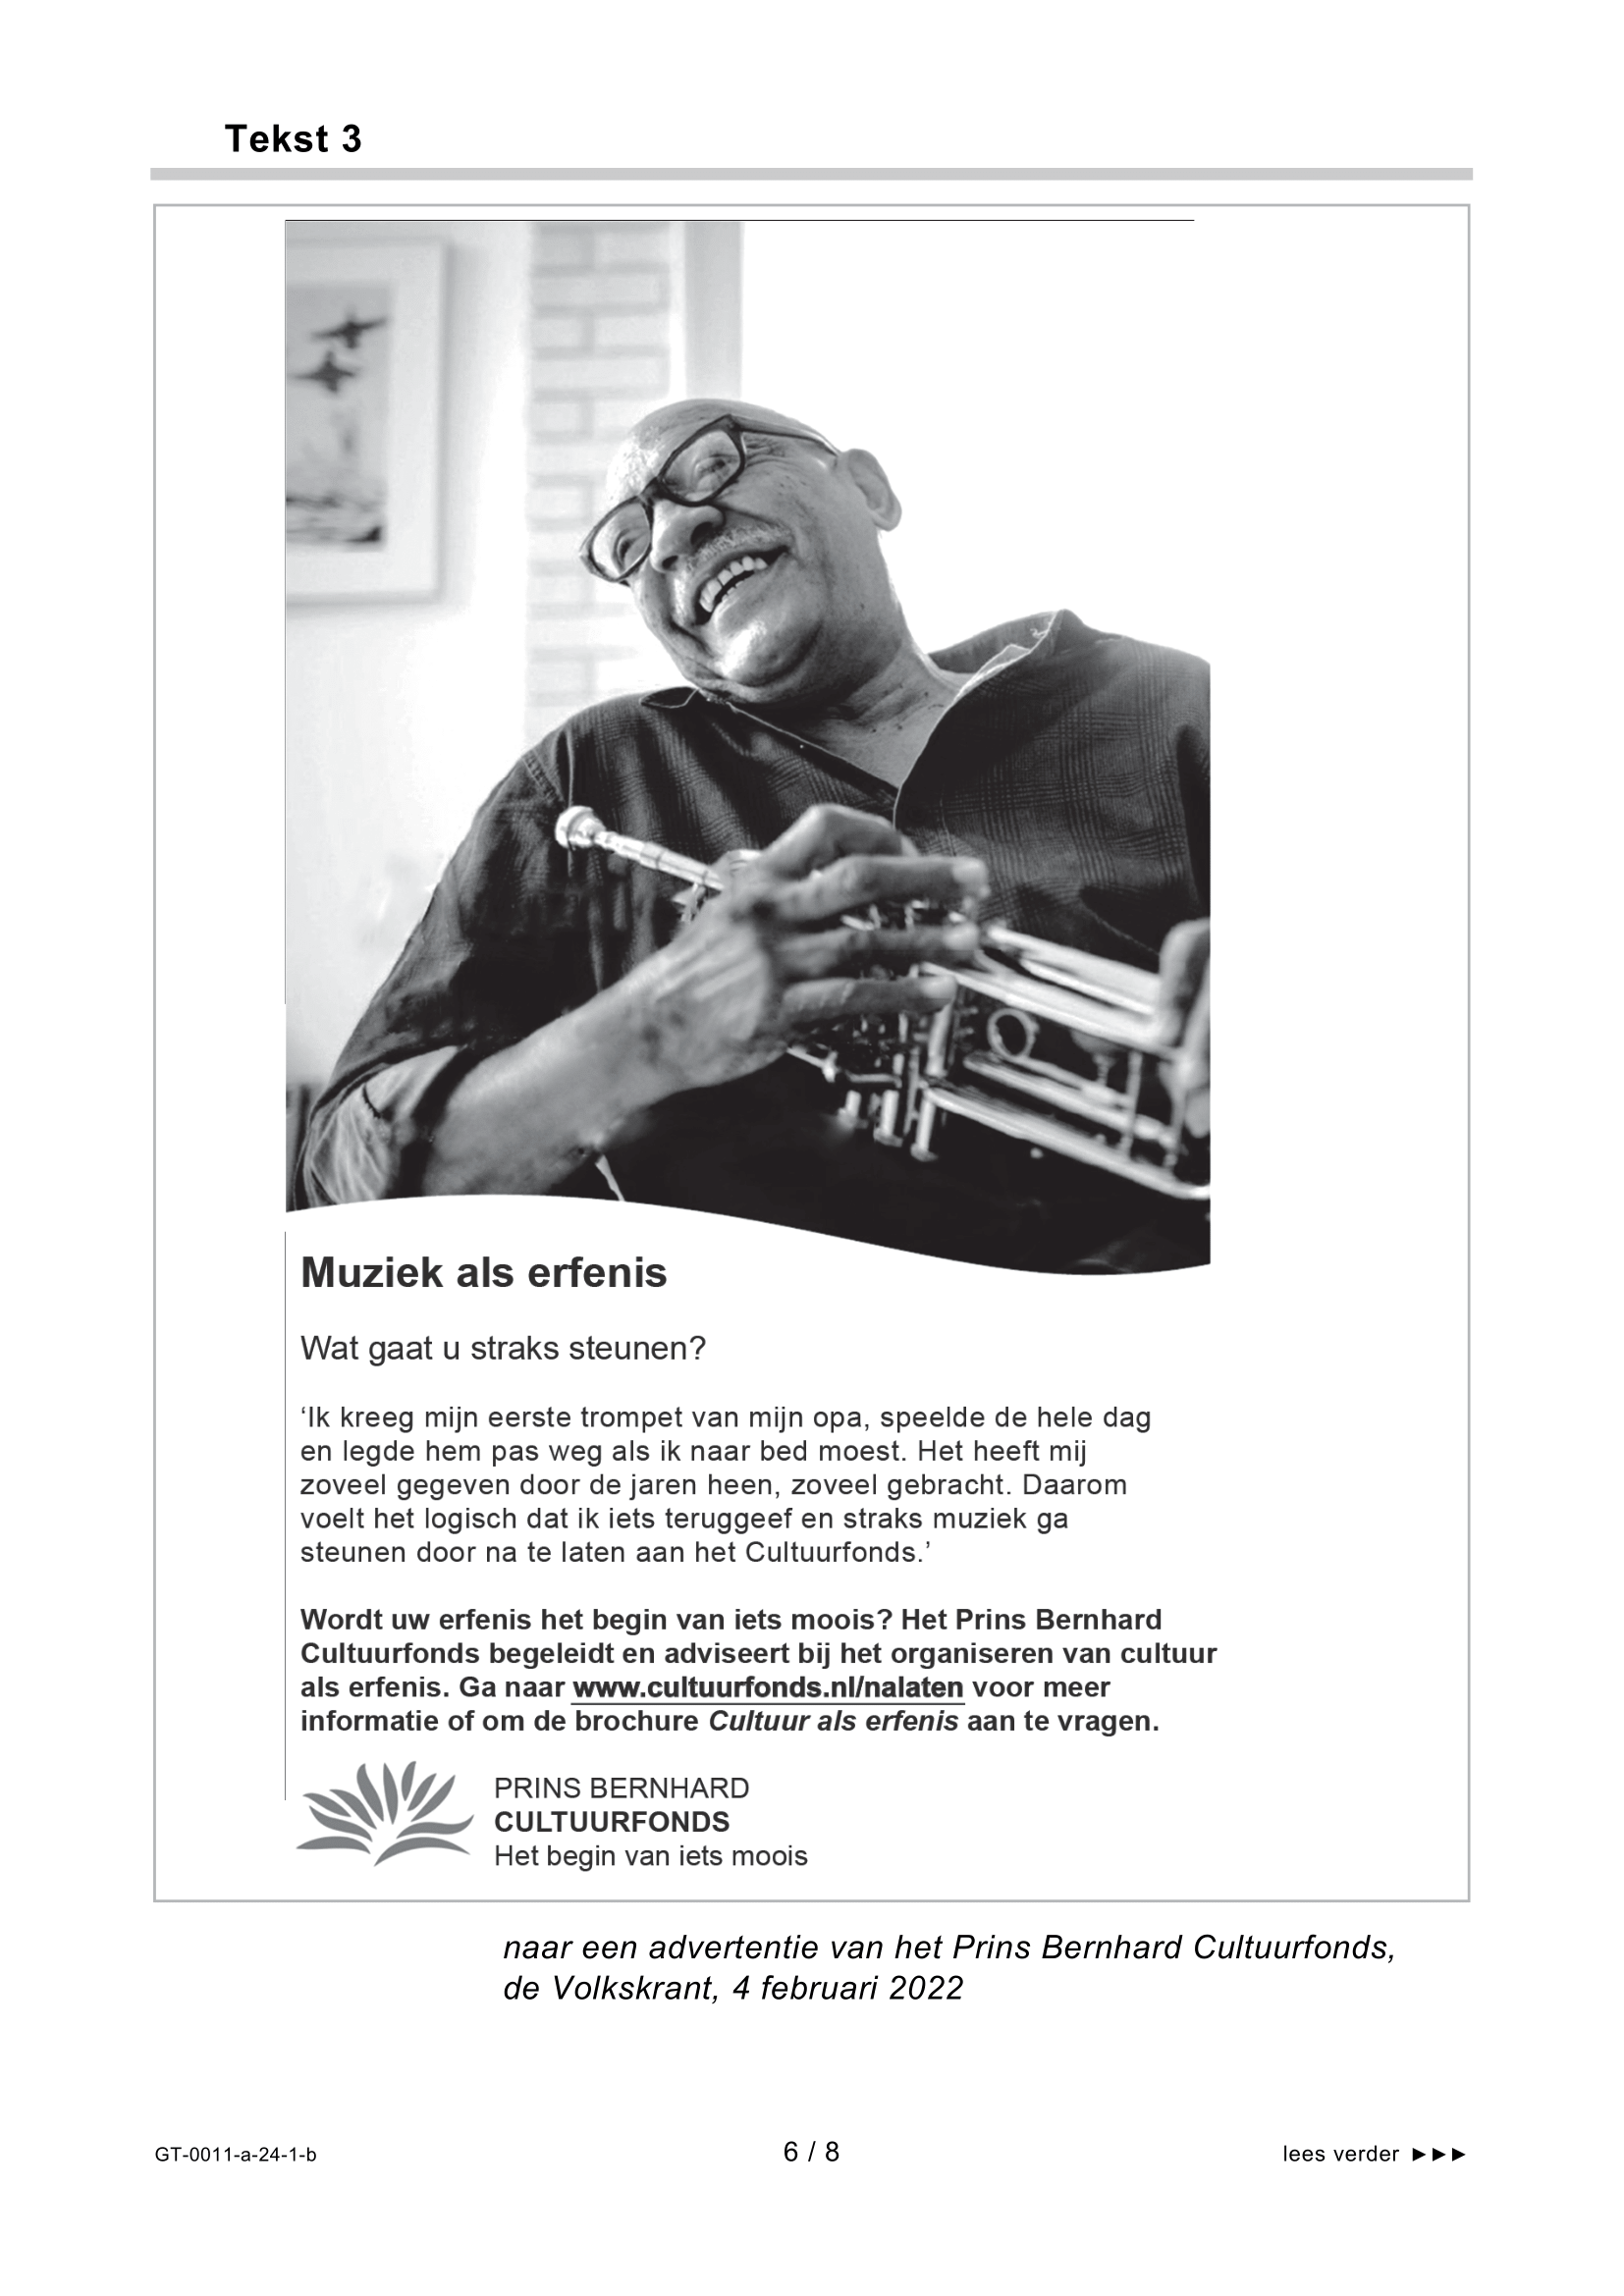 Tekst 3
Muziek als erfenis
Wat gaat u straks steunen?
‘Ik kreeg mijn eerste trompet van mijn opa, speelde de hele dag
en legde hem pas weg als ik naar bed moest. Het heeft mij
zoveel gegeven door de jaren heen, zoveel gebracht. Daarom
voelt het logisch dat ik iets teruggeef en straks muziek ga
steunen door na te laten aan het Cultuurfonds.’
Wordt uw erfenis het begin van iets moois? Het Prins Bernhard
Cultuurfonds begeleidt en adviseert bij het organiseren van cultuur
als erfenis. Ga naar www.cultuurfonds.nl/nalaten voor meer
informatie of om de brochure Cultuur als erfenis aan te vragen.
PRINS BERNHARD
CULTUURFONDS
Het begin van iets moois
naar een advertentie van het Prins Bernhard Cultuurfonds,
de Volkskrant, 4 februari 2022
GT-0011-a-24-1-b
6 / 8
lees verder ►►►